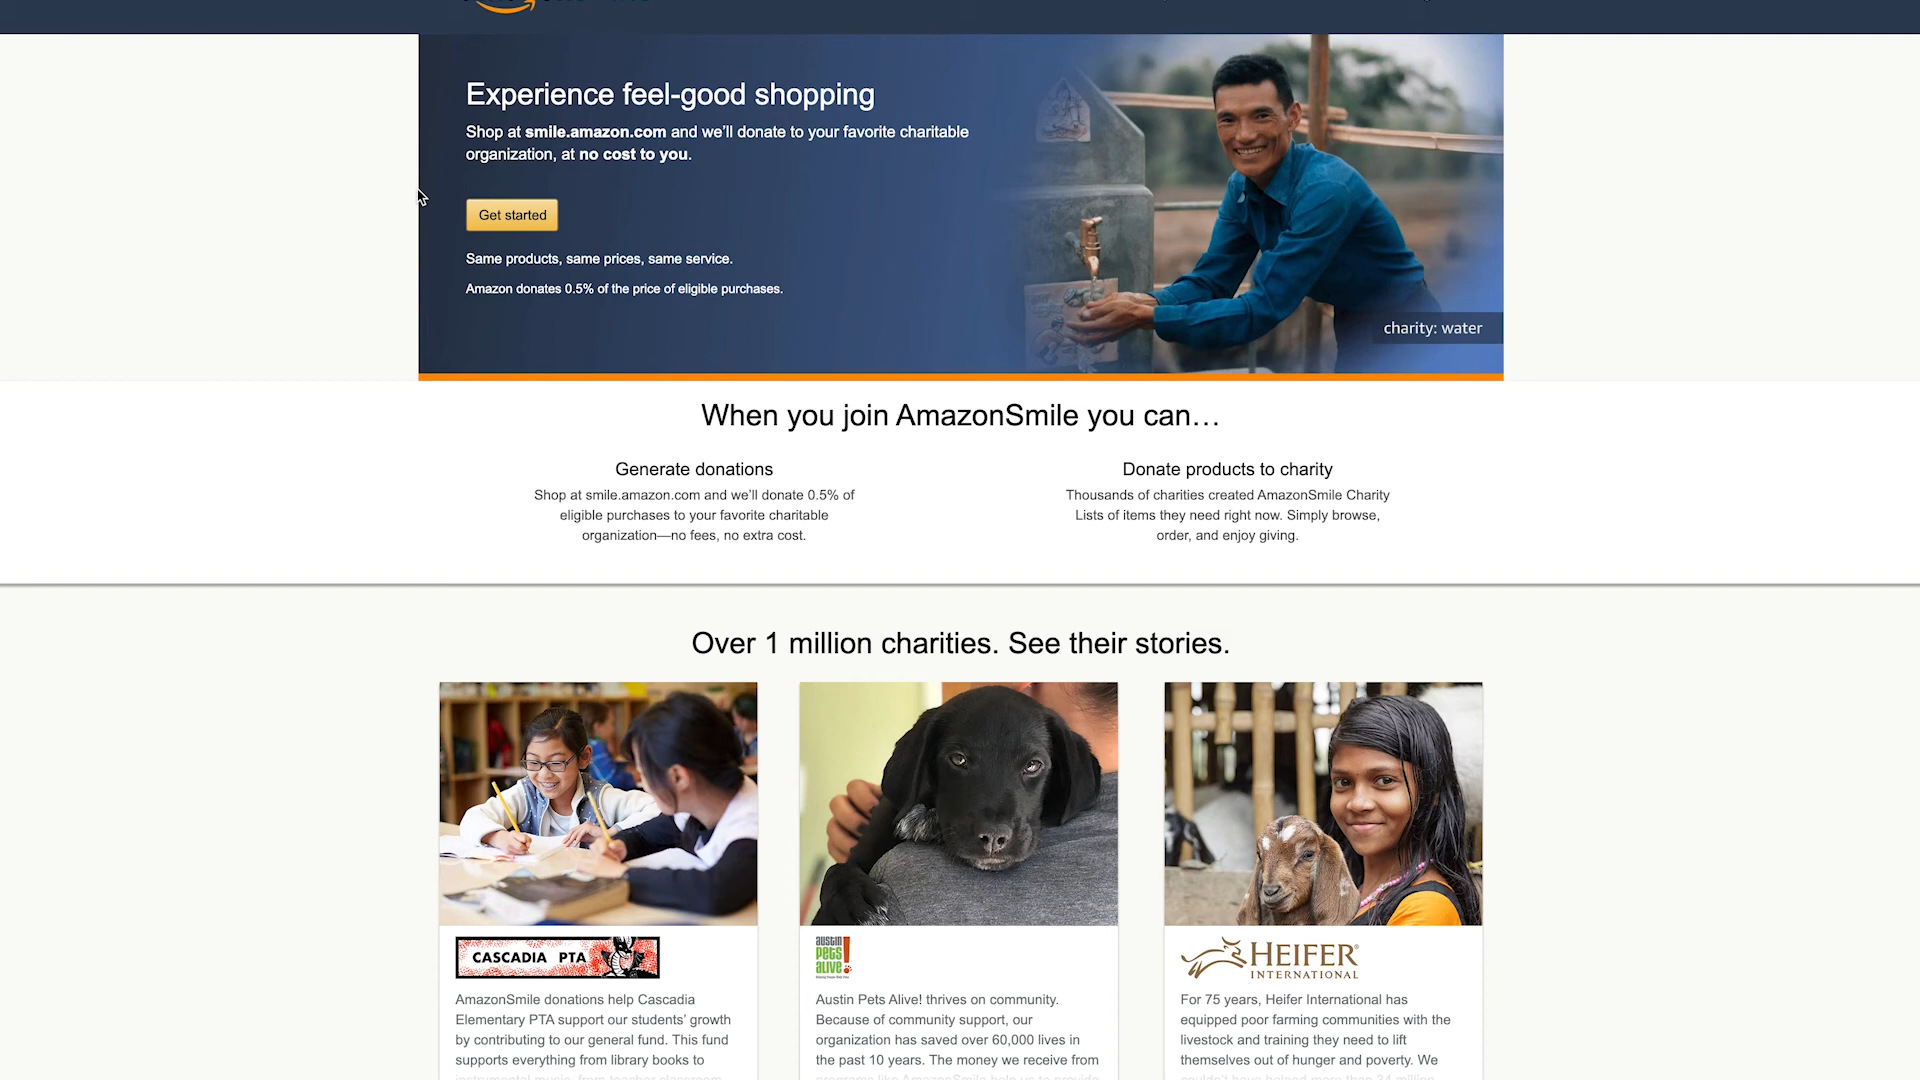 Experience feel-good shopping
Shop at smile.amazon.com and we’ll donate to your favorite charitable
organization, at no cost to you.
Get started
Same products, same prices, same service.
Amazon donates 0.5% of the price of eligible purchases.
charity: water
When you join AmazonSmile you can…
Generate donations
Shop at smile.amazon.com and we’ll donate 0.5% of
eligible purchases to your favorite charitable
organization—no fees, no extra cost.
Donate products to charity
Thousands of charities created AmazonSmile Charity
Lists of items they need right now. Simply browse,
order, and enjoy giving.
Over 1 million charities. See their stories.
CASCADIA PTA
AmazonSmile donations help Cascadia
Elementary PTA support our students’ growth
by contributing to our general fund. This fund
supports everything from library books to
austin
pets
alive!
Austin Pets Alive! thrives on community.
Because of community support, our
organization has saved over 60,000 lives in
the past 10 years. The money we receive from
HEIFER®
INTERNATIONAL
For 75 years, Heifer International has
equipped poor farming communities with the
livestock and training they need to lift
themselves out of hunger and poverty. We